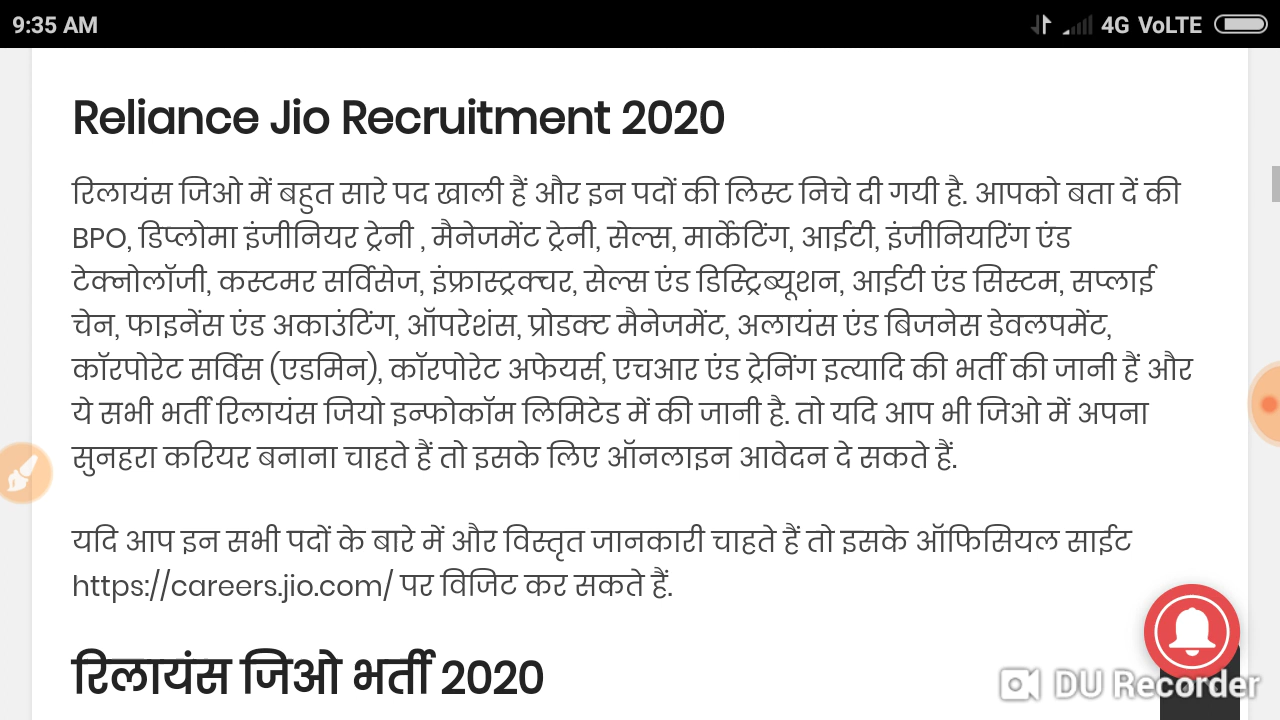 9:35 AM
4G VoLTE
Reliance Jio Recruitment 2020
रिलायंस जिओ में बहुत सारे पद खाली हैं और इन पदों की लिस्ट निचे दी गयी है. आपको बता दें की
BPO, डिप्लोमा इंजीनियर ट्रेनी , मैनेजमेंट ट्रेनी, सेल्स, मार्केटिंग, आईटी, इंजीनियरिंग एंड
टेक्नोलॉजी, कस्टमर सर्विसेज, इंफ्रास्ट्रक्चर, सेल्स एंड डिस्ट्रिब्यूशन, आईटी एंड सिस्टम, सप्लाई
चेन, फाइनेंस एंड अकाउंटिंग, ऑपरेशंस, प्रोडक्ट मैनेजमेंट, अलायंस एंड बिजनेस डेवलपमेंट,
कॉरपोरेट सर्विस (एडमिन), कॉरपोरेट अफेयर्स, एचआर एंड ट्रेनिंग इत्यादि की भर्ती की जानी हैं और
ये सभी भर्ती रिलायंस जियो इन्फोकॉम लिमिटेड में की जानी है. तो यदि आप भी जिओ में अपना
सुनहरा करियर बनाना चाहते हैं तो इसके लिए ऑनलाइन आवेदन दे सकते हैं.
यदि आप इन सभी पदों के बारे में और विस्तृत जानकारी चाहते हैं तो इसके ऑफिसियल साईट
https://careers.jio.com/ पर विजिट कर सकते हैं.
रिलायंस जिओ भर्ती 2020
DU Recorder